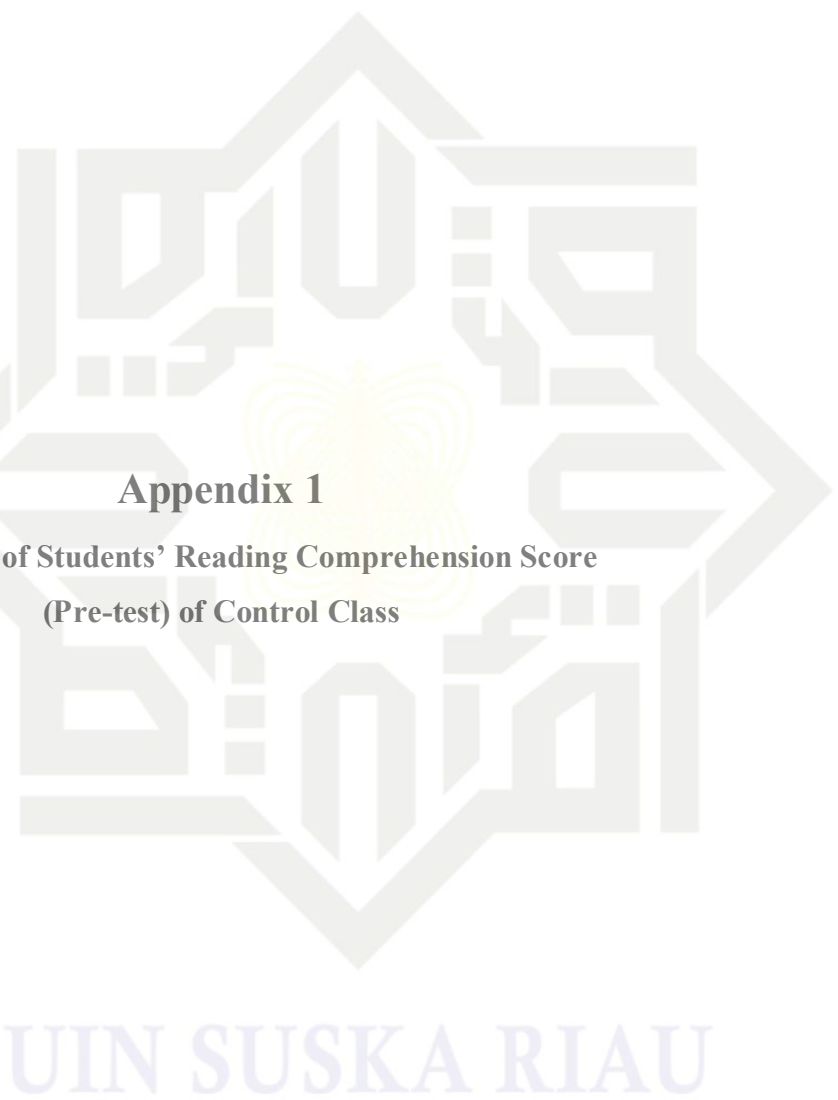 Appendix 1
of Students’ Reading Comprehension Score
(Pre-test) of Control Class
UIN SUSKA RIAU